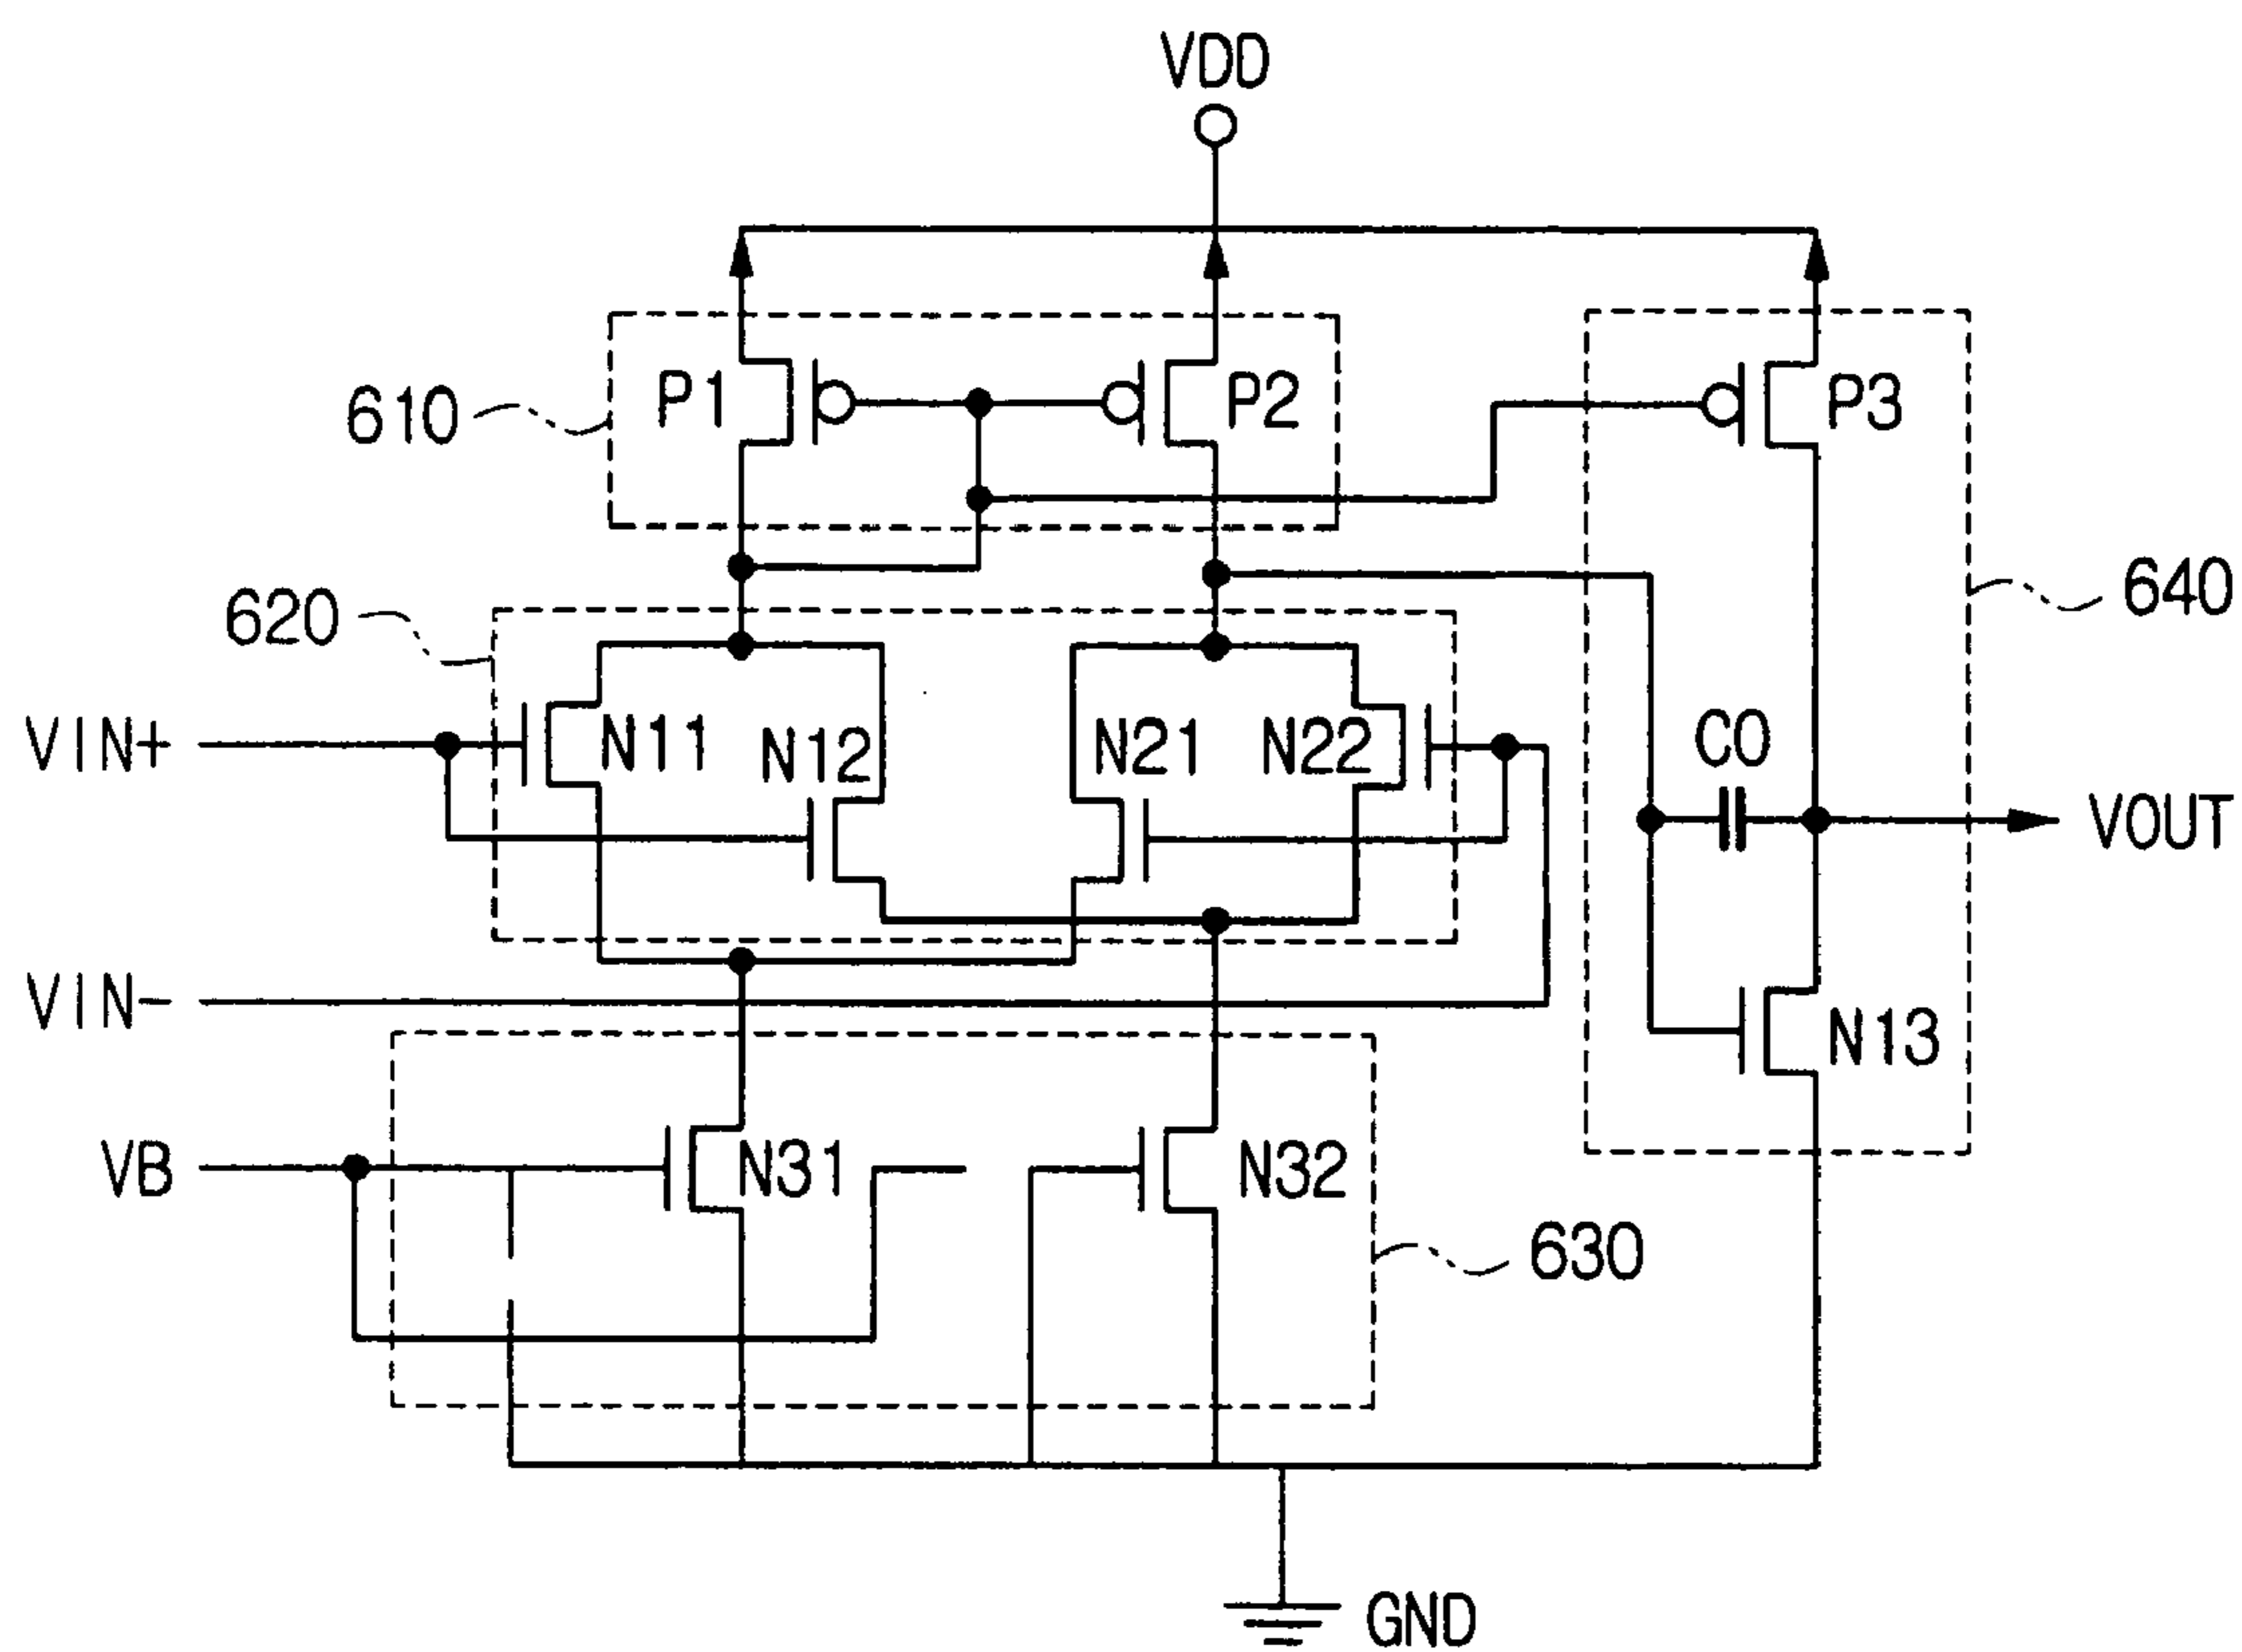 VDD
P1
P2
P3
610
620
640
VIN+
N11
N12
N21
N22
C0
VOUT
VIN-
N13
VB
N31
N32
630
GND